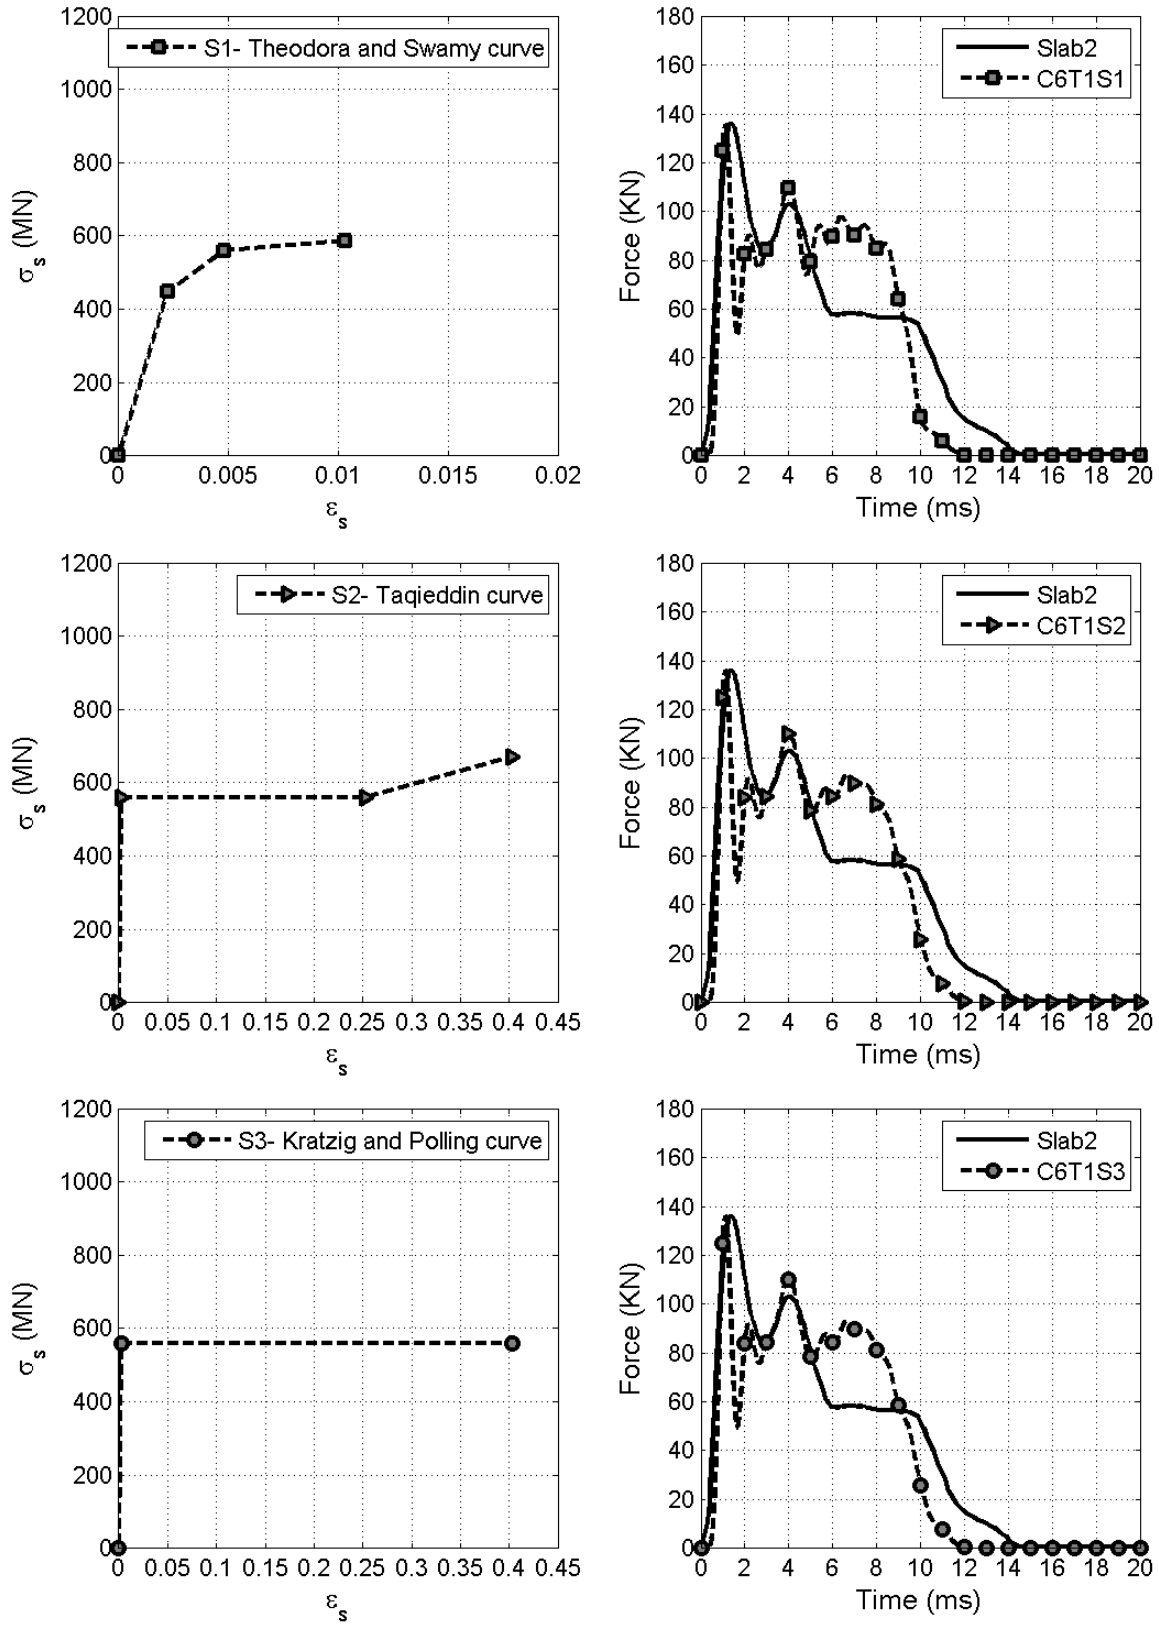 S1- Theodora and Swamy curve
1200
1000
800
600
400
200
0
σs (MN)
0 0.005 0.01 0.015 0.02
εs
Slab2
C6T1S1
180
160
140
120
100
80
60
40
20
0
Force (KN)
0 2 4 6 8 10 12 14 16 18 20
Time (ms)
S2- Taqieddin curve
1200
1000
800
600
400
200
0
σs (MN)
0 0.05 0.1 0.15 0.2 0.25 0.3 0.35 0.4 0.45
εs
Slab2
C6T1S2
180
160
140
120
100
80
60
40
20
0
Force (KN)
0 2 4 6 8 10 12 14 16 18 20
Time (ms)
S3- Kratzig and Polling curve
1200
1000
800
600
400
200
0
σs (MN)
0 0.05 0.1 0.15 0.2 0.25 0.3 0.35 0.4 0.45
εs
Slab2
C6T1S3
180
160
140
120
100
80
60
40
20
0
Force (KN)
0 2 4 6 8 10 12 14 16 18 20
Time (ms)